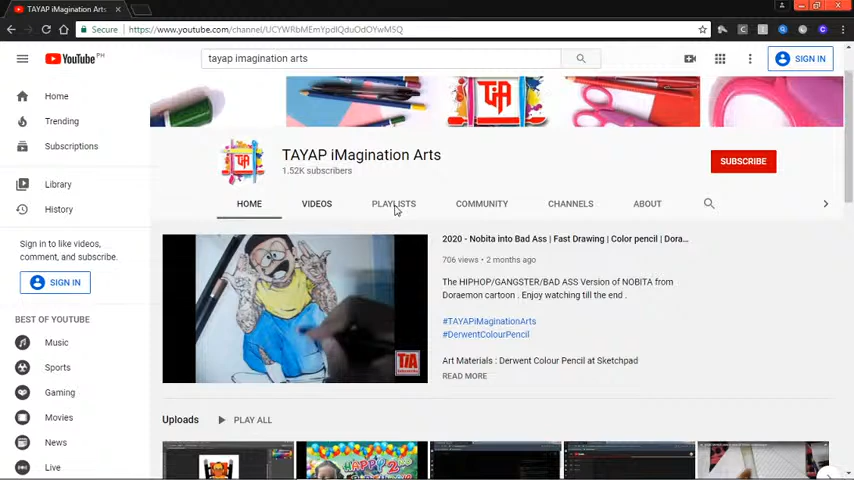 TAYAP iMagination Arts
Secure
https://www.youtube.com/channel/UCYWRbMEmYpdlQduOdOYwMSQ
YouTube PH
tayap imagination arts
SIGN IN
Home
Trending
Subscriptions
Library
History
Sign in to like videos,
comment, and subscribe.
SIGN IN
BEST OF YOUTUBE
Music
Sports
Gaming
Movies
News
Live
TiA
TAYAP iMagination Arts
1.52K subscribers
SUBSCRIBE
HOME
VIDEOS
PLAYLISTS
COMMUNITY
CHANNELS
ABOUT
TiA
2020 - Nobita into Bad Ass | Fast Drawing | Color pencil | Dora...
706 views • 2 months ago
The HIPHOP/GANGSTER/BAD ASS Version of NOBITA from
Doraemon cartoon . Enjoy watching till the end .
#TAYAPiMaginationArts
#DerwentColourPencil
Art Materials : Derwent Colour Pencil at Sketchpad
READ MORE
Uploads
PLAY ALL
HAPPY 2